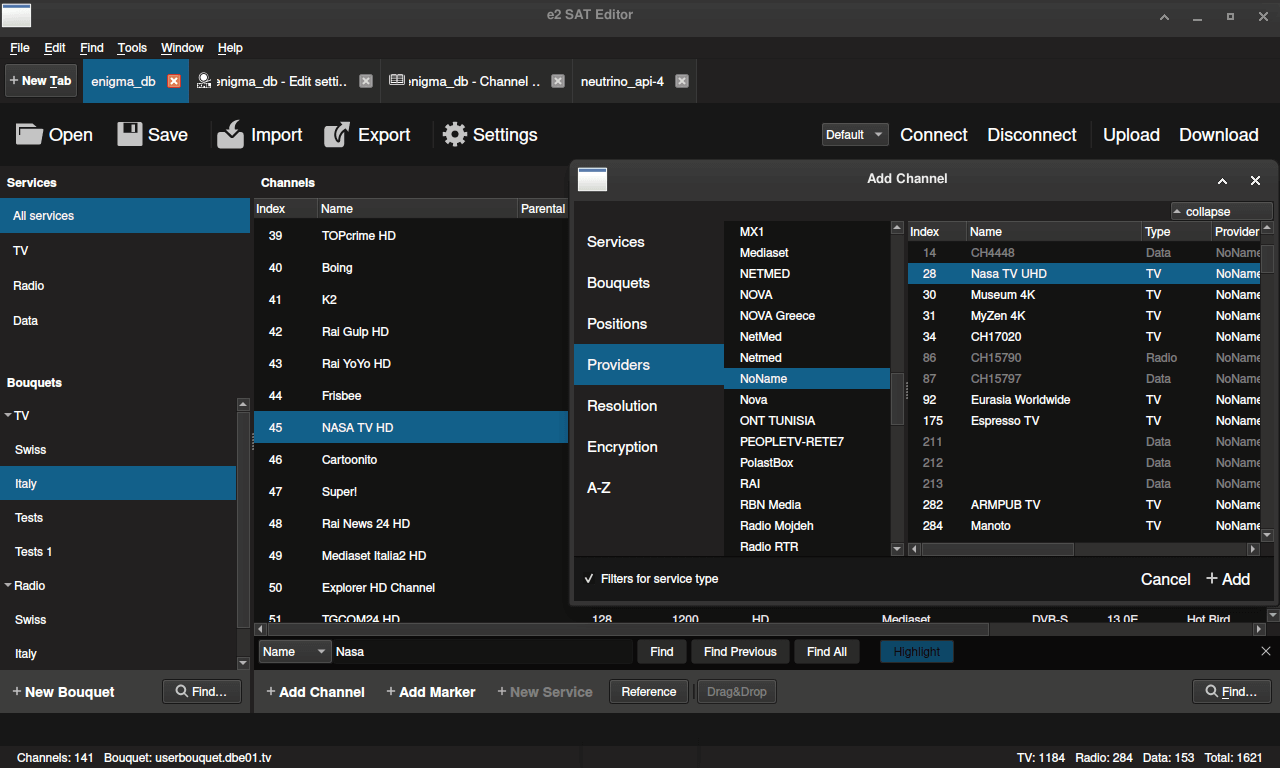 e2 SAT Editor
File Edit Find Tools Window Help
+ New Tab enigma_db enigma_db - Edit setti.. enigma_db - Channel .. neutrino_api-4
Open Save Import Export Settings Default Connect Disconnect Upload Download
Services
All services
TV
Radio
Data
Bouquets
TV
Swiss
Italy
Tests
Tests 1
Radio
Swiss
Italy
+ New Bouquet Find...
Channels
Index Name Parental
39 TOPcrime HD
40 Boing
41 K2
42 Rai Gulp HD
43 Rai YoYo HD
44 Frisbee
45 NASA TV HD
46 Cartoonito
47 Super!
48 Rai News 24 HD
49 Mediaset Italia2 HD
50 Explorer HD Channel
51 TGCOM24 HD 128 1200 HD Mediaset DVB-S 13.0E Hot Bird
Add Channel
collapse
Services
Bouquets
Positions
Providers
Resolution
Encryption
A-Z
MX1
Mediaset
NETMED
NOVA
NOVA Greece
NetMed
Netmed
NoName
Nova
ONT TUNISIA
PEOPLETV-RETE7
PolastBox
RAI
RBN Media
Radio Mojdeh
Radio RTR
Index Name Type Provider
14 CH4448 Data NoName
28 Nasa TV UHD TV NoName
30 Museum 4K TV NoName
31 MyZen 4K TV NoName
34 CH17020 TV NoName
86 CH15790 Radio NoName
87 CH15797 Data NoName
92 Eurasia Worldwide TV NoName
175 Espresso TV TV NoName
211 Data NoName
212 Data NoName
213 Data NoName
282 ARMPUB TV TV NoName
284 Manoto TV NoName
Filters for service type Cancel + Add
Name Nasa Find Find Previous Find All Highlight
+ Add Channel + Add Marker + New Service Reference Drag&Drop Find...
Channels: 141 Bouquet: userbouquet.dbe01.tv TV: 1184 Radio: 284 Data: 153 Total: 1621